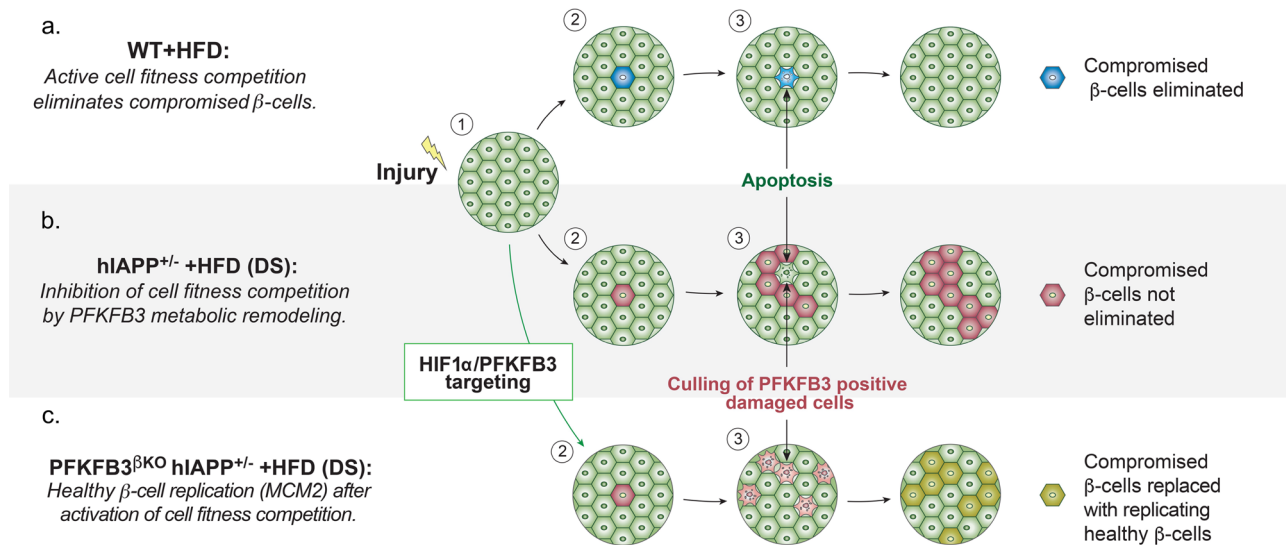 a.
WT+HFD:
Active cell fitness competition
eliminates compromised β-cells.
2
3
Compromised
β-cells eliminated
1
Injury
Apoptosis
b.
hIAPP+/- +HFD (DS):
Inhibition of cell fitness competition
by PFKFB3 metabolic remodeling.
2
3
Compromised
β-cells not
eliminated
HIF1α/PFKFB3
targeting
Culling of PFKFB3 positive
damaged cells
c.
PFKFB3βKO hIAPP+/- +HFD (DS):
Healthy β-cell replication (MCM2) after
activation of cell fitness competition.
2
3
Compromised
β-cells replaced
with replicating
healthy β-cells